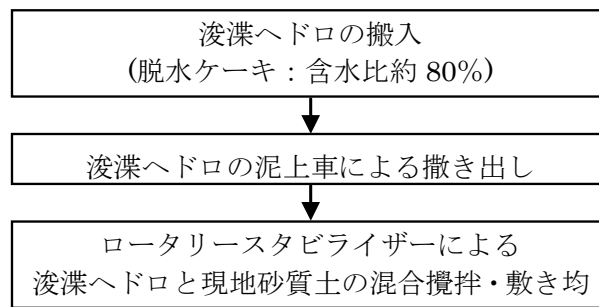 浚渫ヘドロの搬入
(脱水ケーキ：含水比約 80%)
浚渫ヘドロの泥上車による撒き出し
ロータリースタビライザーによる
浚渫ヘドロと現地砂質土の混合攪拌・敷き均